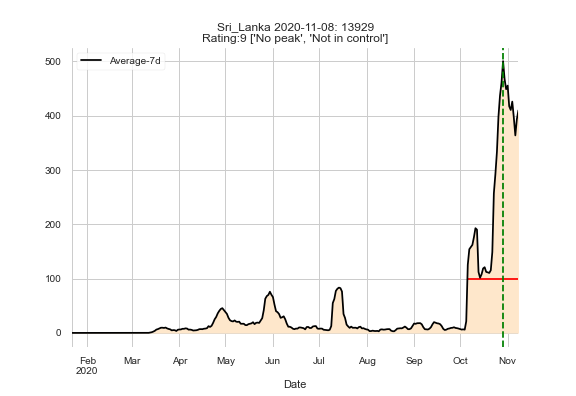 Sri_Lanka 2020-11-08: 13929
Rating:9 ['No peak', 'Not in control']
Average-7d
500
400
300
200
100
0
Feb Mar Apr May Jun Jul Aug Sep Oct Nov
2020
Date